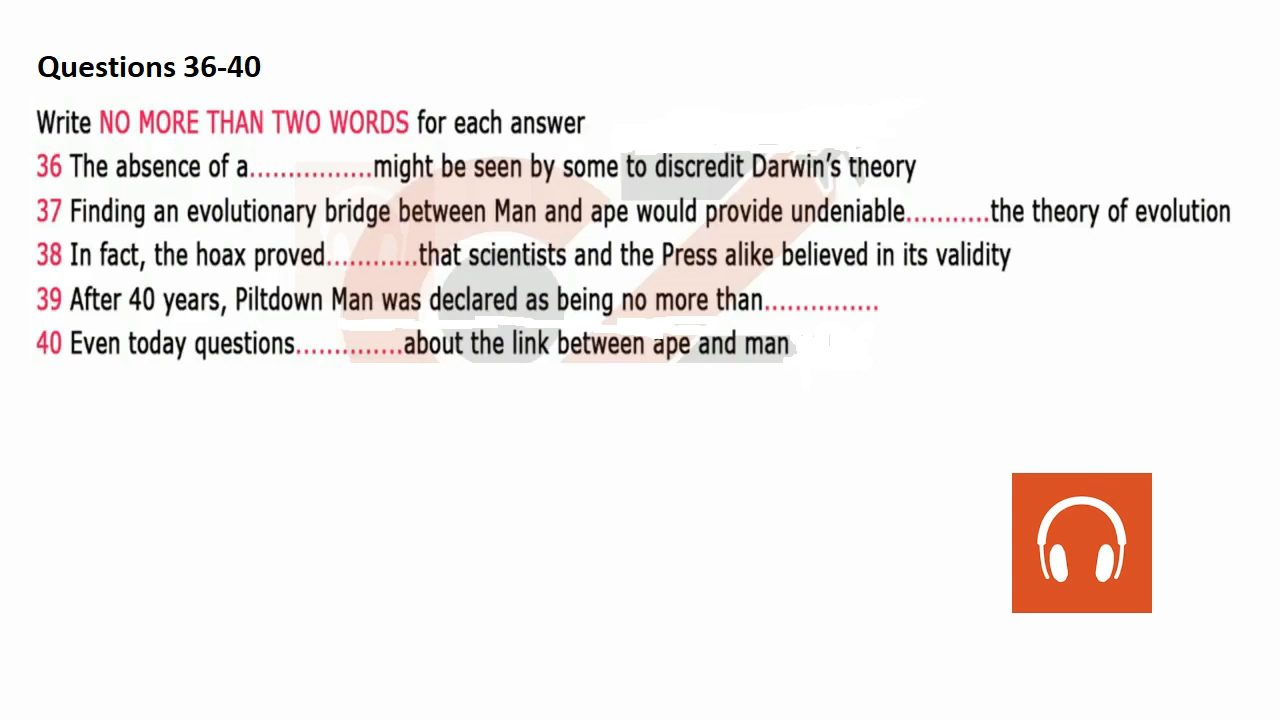 Questions 36-40
Write NO MORE THAN TWO WORDS for each answer
36 The absence of a................might be seen by some to discredit Darwin's theory
37 Finding an evolutionary bridge between Man and ape would provide undeniable...........the theory of evolution
38 In fact, the hoax proved............that scientists and the Press alike believed in its validity
39 After 40 years, Piltdown Man was declared as being no more than...............
40 Even today questions..............about the link between ape and man